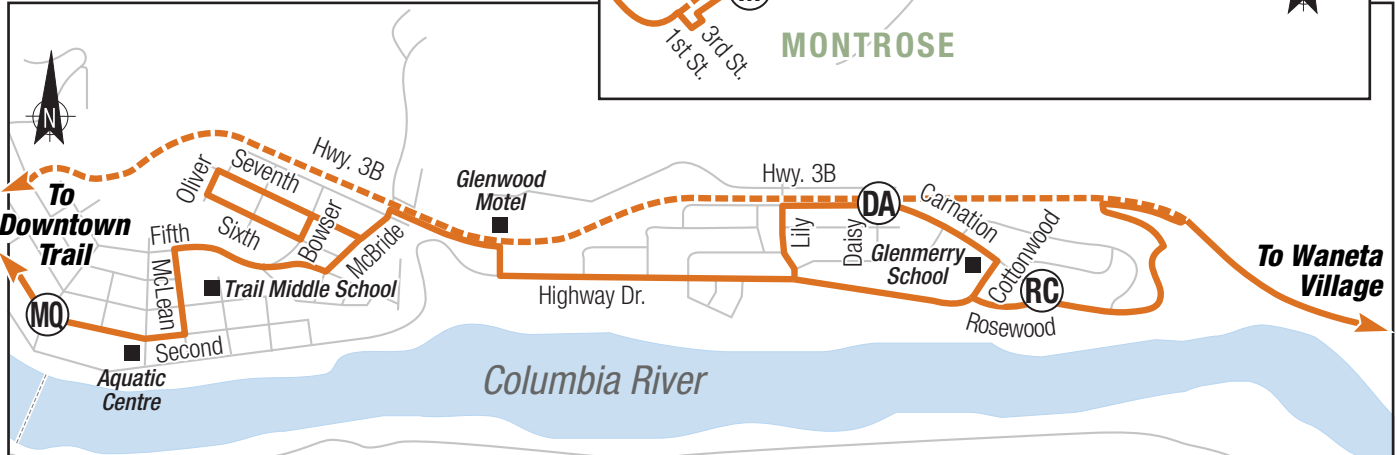 1st St.
3rd St.
MONTROSE
N
To
Downtown
Trail
Oliver
Seventh
Hwy. 3B
Sixth
Bowser
McBride
Fifth
McLean
Trail Middle School
MQ
Second
Aquatic
Centre
Glenwood
Motel
Highway Dr.
Hwy. 3B
Lily
Daisy
DA
Carnation
Glenmerry
School
Cottonwood
RC
Rosewood
To Waneta
Village
Columbia River